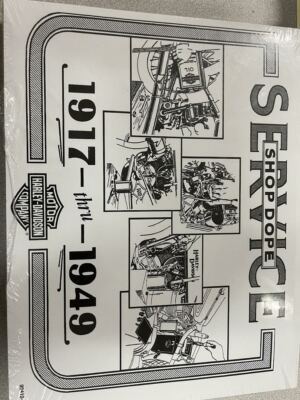 SERVICE
SHOP DOPE
1917 — thru — 1949
MOTOR
HARLEY-DAVIDSON
COMPANY